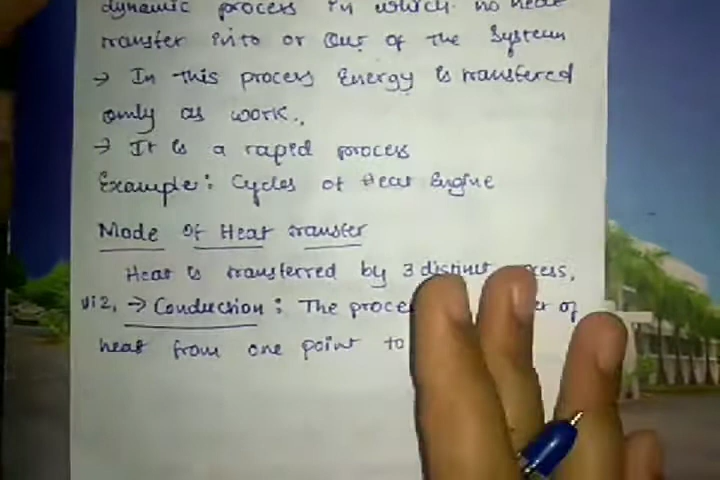 dynamic process in which no heat
transfer into or Out of the System
→ In this process Energy is transfered
only as work.
→ It is a rapid process
Example: Cycles of Heat Engine
Mode of Heat transfer
Heat is transferred by 3 distinct
viz, → Conduction: The of
heat from one point to